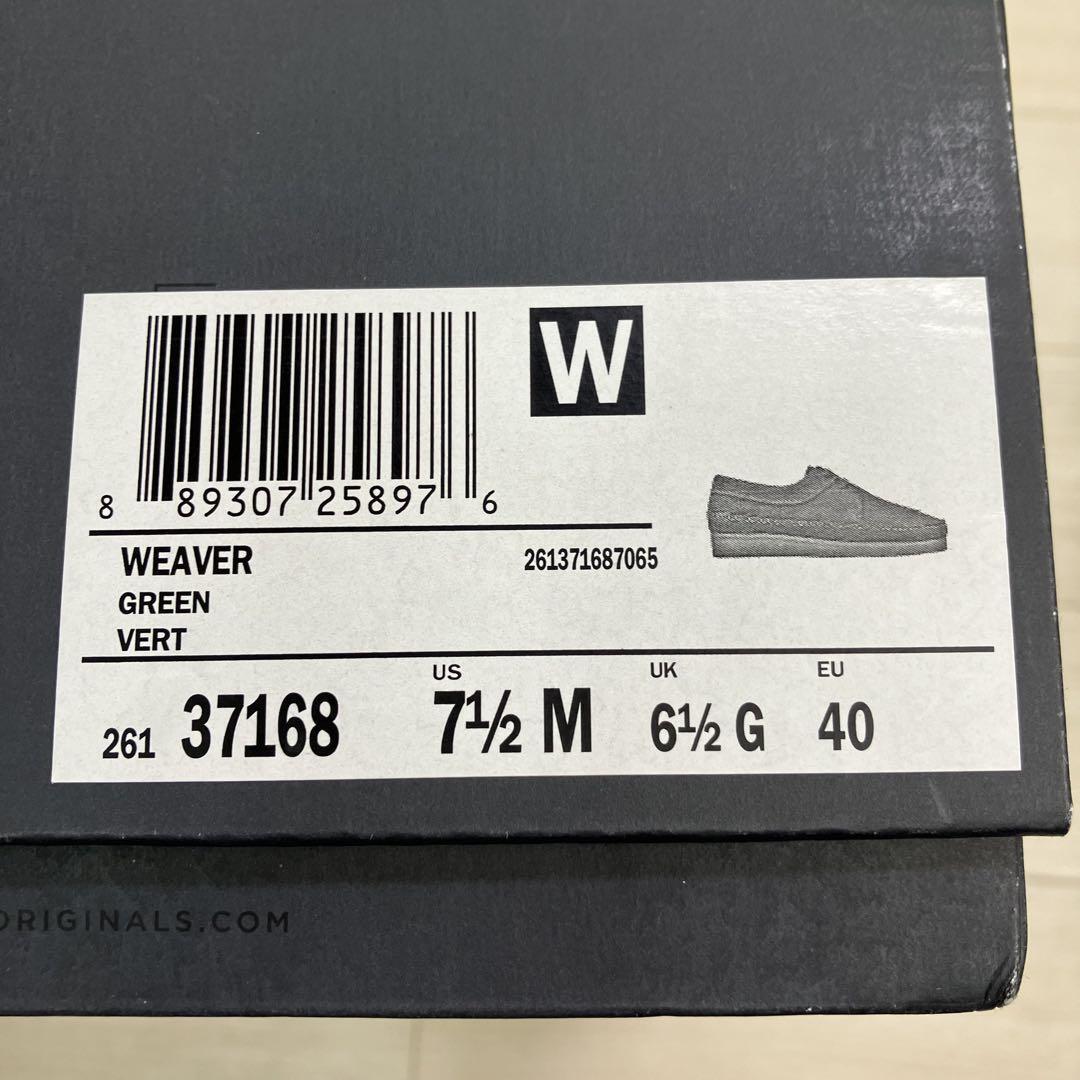 W
8 89307 25897 6
WEAVER 261371687065
GREEN
VERT
US UK EU
261 37168 7½ M 6½ G 40
ORIGINALS.COM